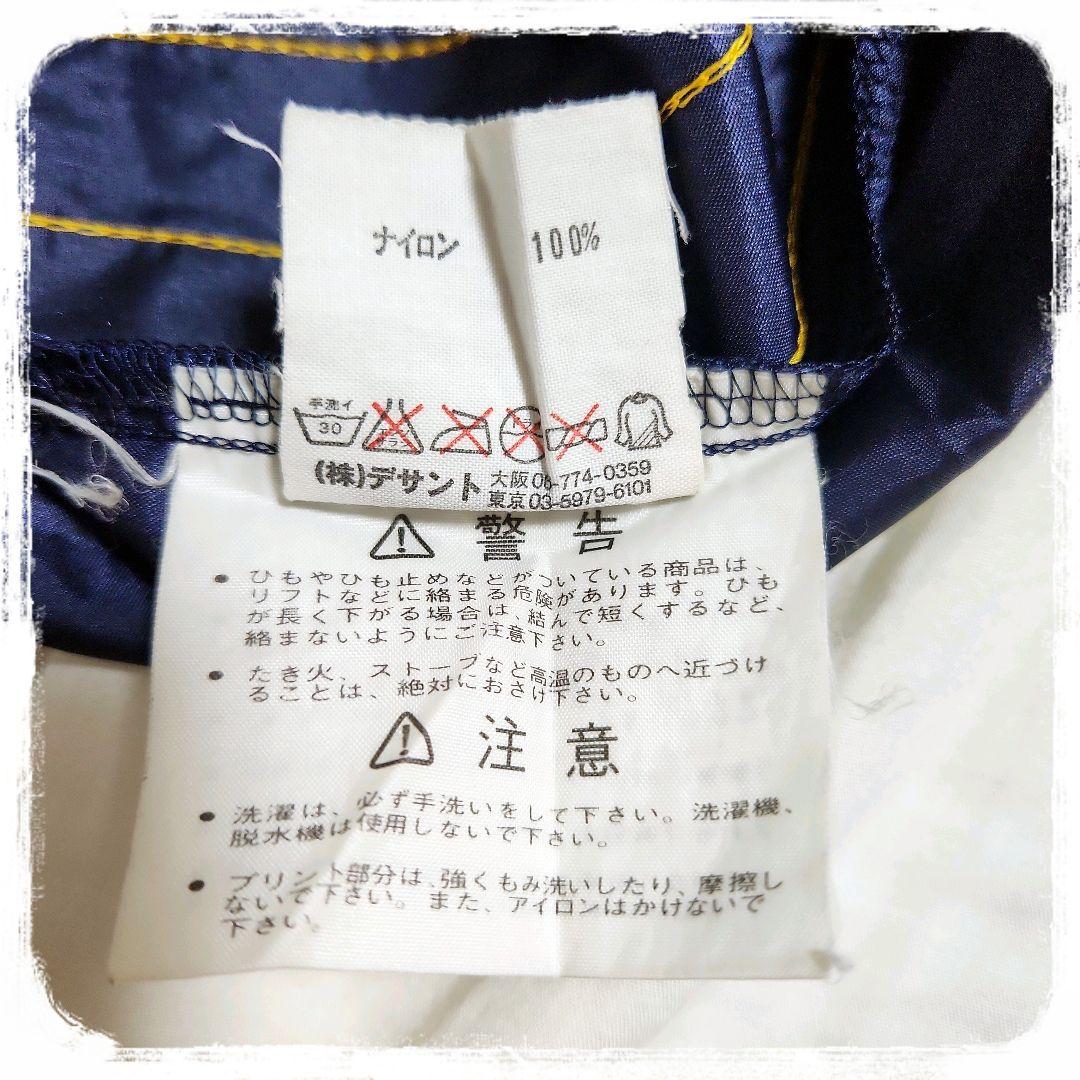 ナイロン 100%
手洗イ
30
(株)デサント 大阪06-774-0359
東京03-5979-6101
警告
• ひもやひも止めなどがついている商品は、
リフトなどに絡まる危険があります。ひも
が長く下がる場合は、結んで短くするなど、
絡まないようにご注意下さい。
• たき火、ストーブなど高温のものへ近づけ
ることは、絶対におさけ下さい。
注意
• 洗濯は、必ず手洗いをして下さい。洗濯機、
脱水機は使用しないで下さい。
• プリント部分は、強くもみ洗いしたり、摩擦し
ないで下さい。また、アイロンはかけないで
下さい。